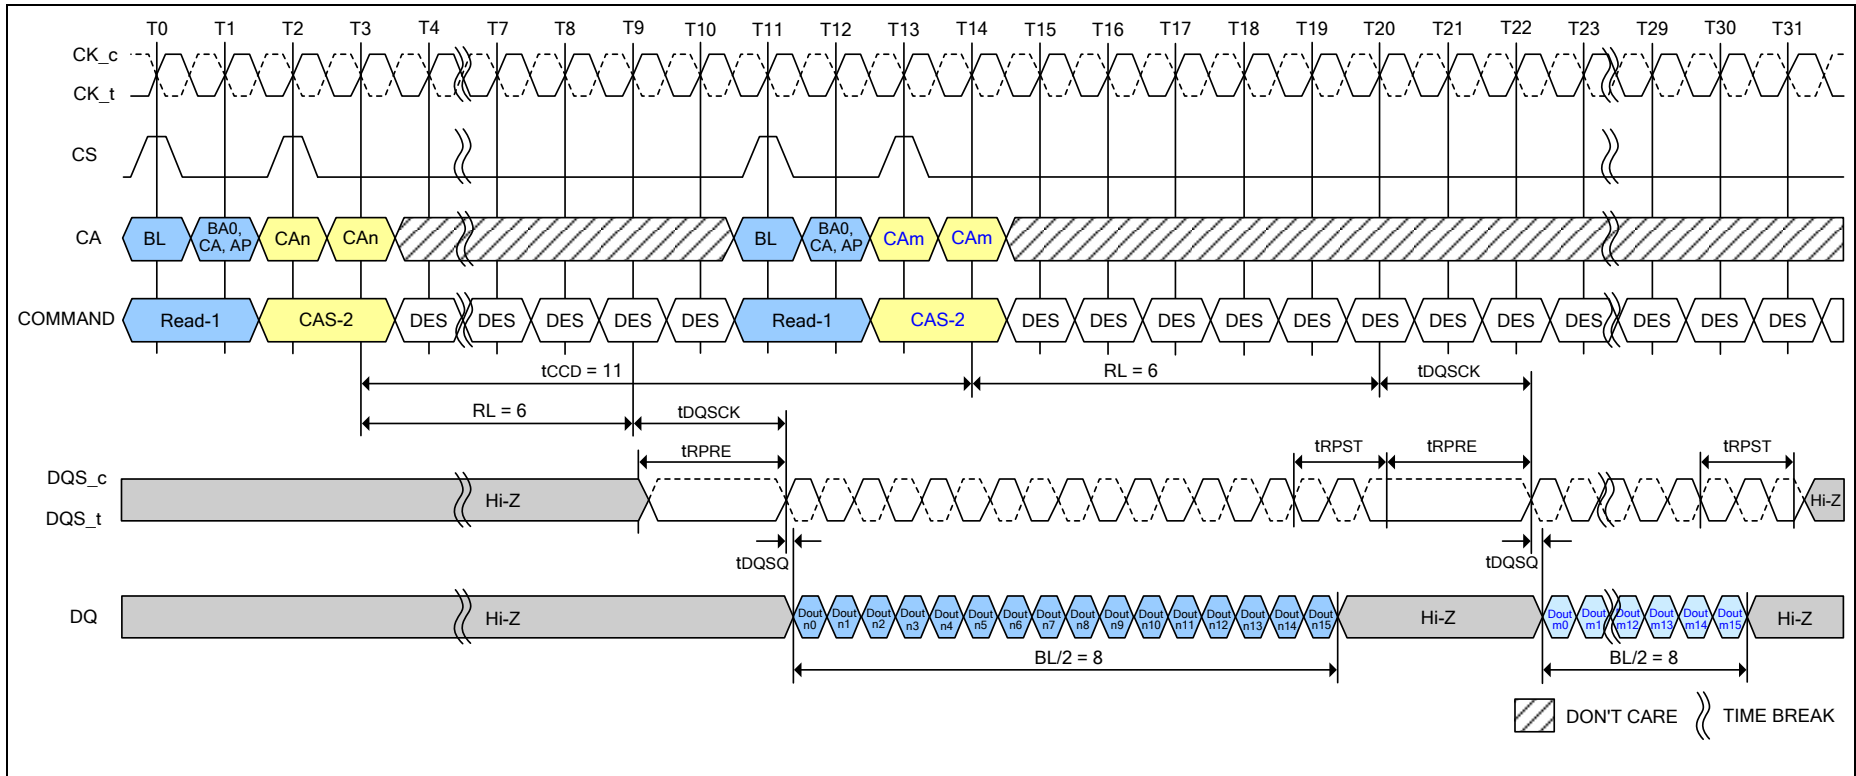 T0 T1 T2 T3 T4 T7 T8 T9 T10 T11 T12 T13 T14 T15 T16 T17 T18 T19 T20 T21 T22 T23 T29 T30 T31
CK_c
CK_t
CS
CA BL BA0, CA, AP CAn CAn BL BA0, CA, AP CAm CAm
COMMAND Read-1 CAS-2 DES DES DES DES DES Read-1 CAS-2 DES DES DES DES DES DES DES DES DES DES DES DES
tCCD = 11 RL = 6 tDQSCK
RL = 6 tDQSCK
tRPRE tRPST tRPRE tRPST
DQS_c
DQS_t
Hi-Z Hi-Z
tDQSQ tDQSQ
DQ Hi-Z Dout n0 Dout n1 Dout n2 Dout n3 Dout n4 Dout n5 Dout n6 Dout n7 Dout n8 Dout n9 Dout n10 Dout n11 Dout n12 Dout n13 Dout n14 Dout n15 Hi-Z Dout m0 Dout m1 Dout m12 Dout m13 Dout m14 Dout m15 Hi-Z
BL/2 = 8 BL/2 = 8
DON'T CARE TIME BREAK